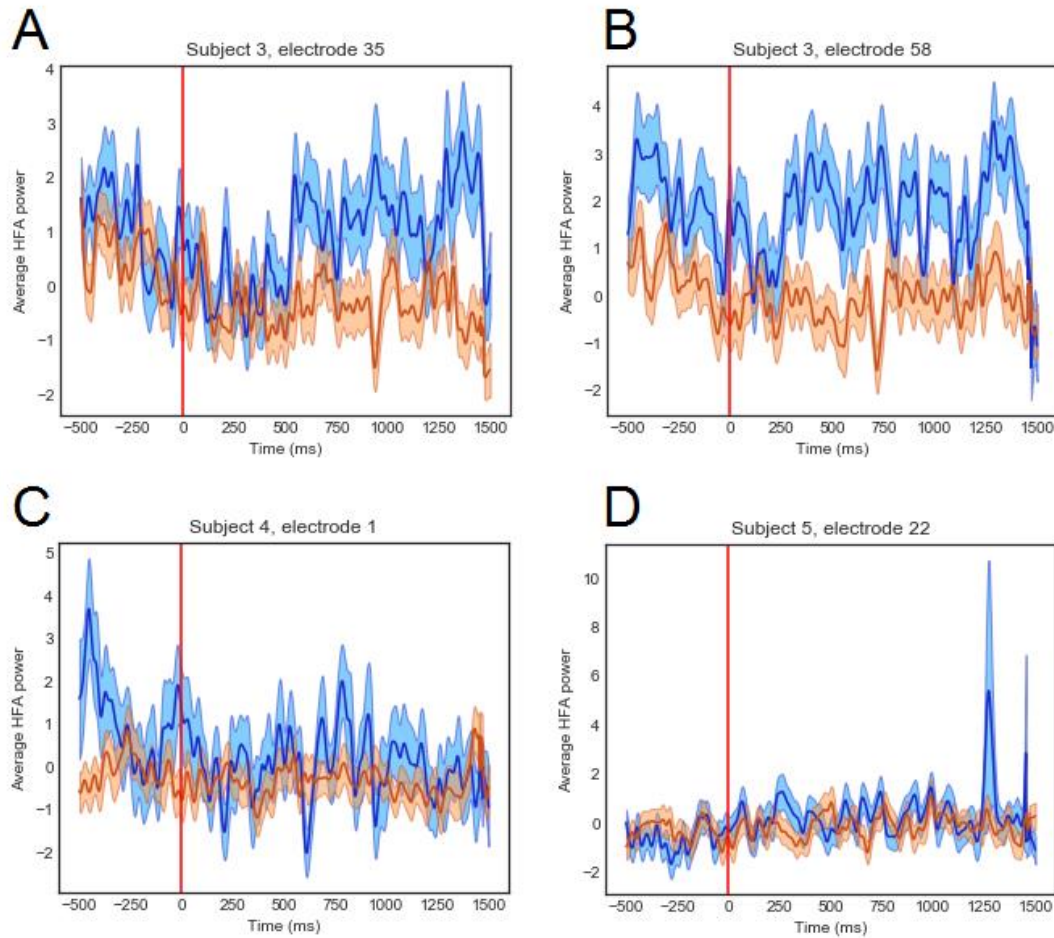 A
Subject 3, electrode 35
Average HFA power
4
3
2
1
0
−1
−2
−500 −250 0 250 500 750 1000 1250 1500
Time (ms)
B
Subject 3, electrode 58
Average HFA power
4
3
2
1
0
−1
−2
−500 −250 0 250 500 750 1000 1250 1500
Time (ms)
C
Subject 4, electrode 1
Average HFA power
5
4
3
2
1
0
−1
−2
−500 −250 0 250 500 750 1000 1250 1500
Time (ms)
D
Subject 5, electrode 22
Average HFA power
10
8
6
4
2
0
−2
−500 −250 0 250 500 750 1000 1250 1500
Time (ms)